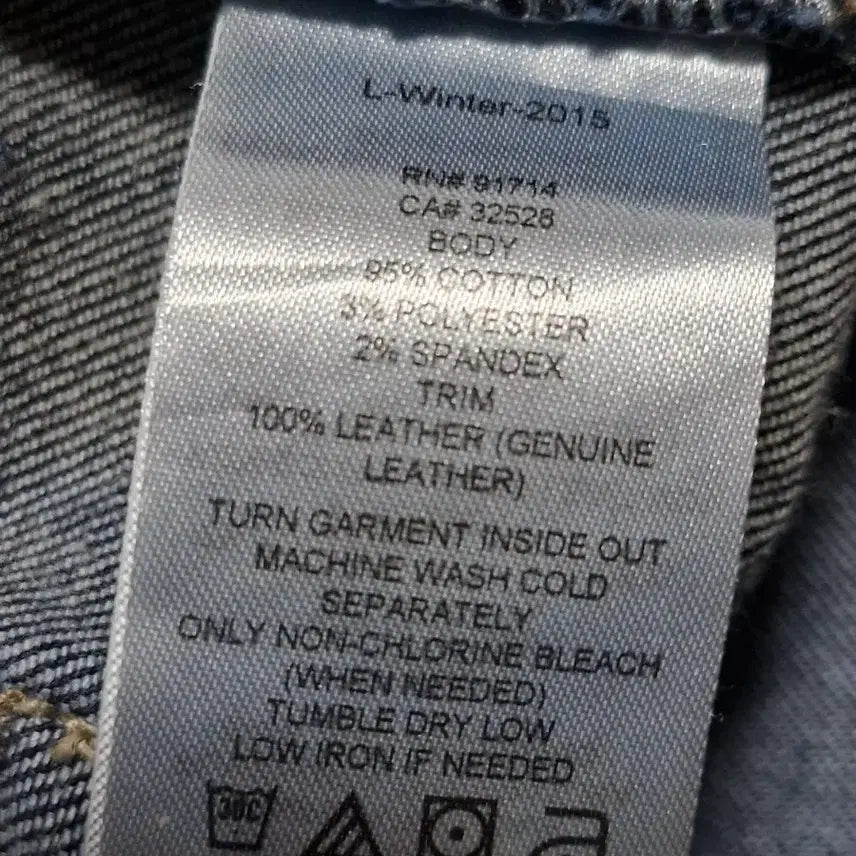 L-Winter-2015
RN# 91714
CA# 32528
BODY
95% COTTON
3% POLYESTER
2% SPANDEX
TRIM
100% LEATHER (GENUINE
LEATHER)
TURN GARMENT INSIDE OUT
MACHINE WASH COLD
SEPARATELY
ONLY NON-CHLORINE BLEACH
(WHEN NEEDED)
TUMBLE DRY LOW
LOW IRON IF NEEDED
30C